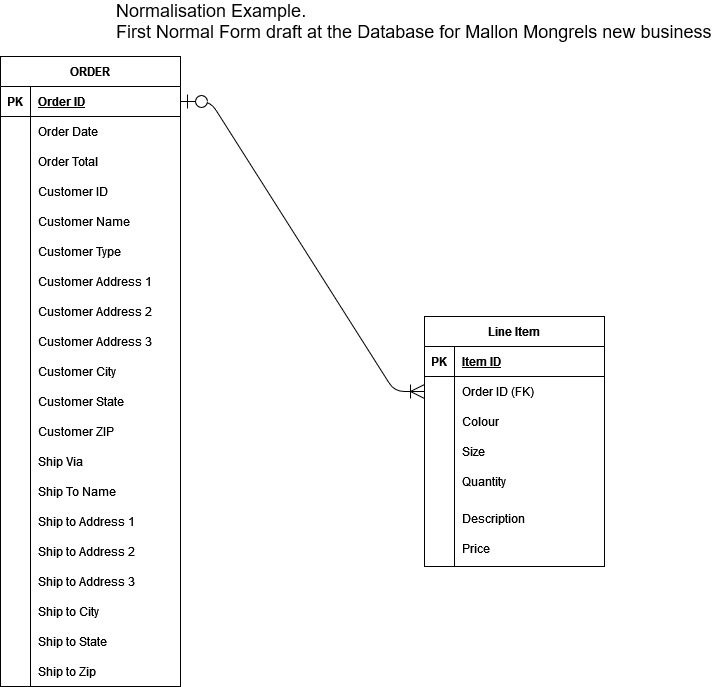 Normalisation Example.
First Normal Form draft at the Database for Mallon Mongrels new business
ORDER
PK Order ID
Order Date
Order Total
Customer ID
Customer Name
Customer Type
Customer Address 1
Customer Address 2
Customer Address 3
Customer City
Customer State
Customer ZIP
Ship Via
Ship To Name
Ship to Address 1
Ship to Address 2
Ship to Address 3
Ship to City
Ship to State
Ship to Zip
Line Item
PK Item ID
Order ID (FK)
Colour
Size
Quantity
Description
Price